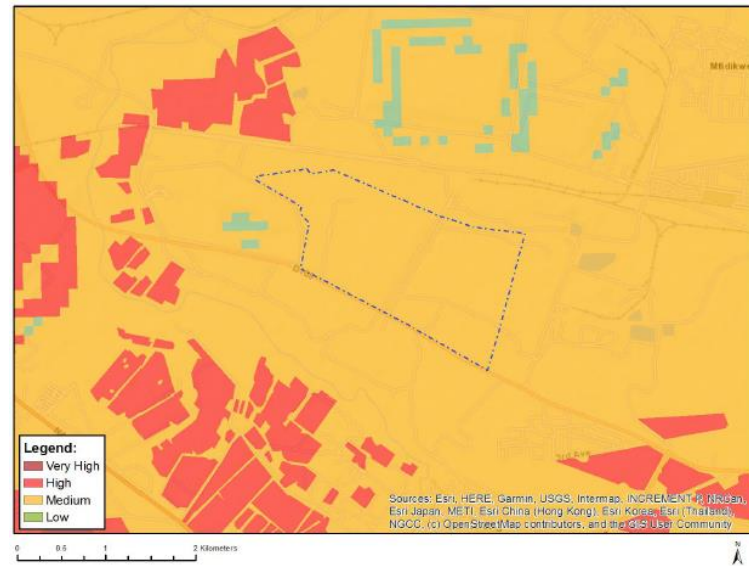 3rd Ave
Legend:
Very High
High
Medium
Low
Sources: Esri, HERE, Garmin, USGS, Intermap, INCREMENT P, NRCan,
Esri Japan, METI, Esri China (Hong Kong), Esri Korea, Esri (Thailand),
NGCC, (c) OpenStreetMap contributors, and the GIS User Community
0 0.5 1 2 Kilometers
N